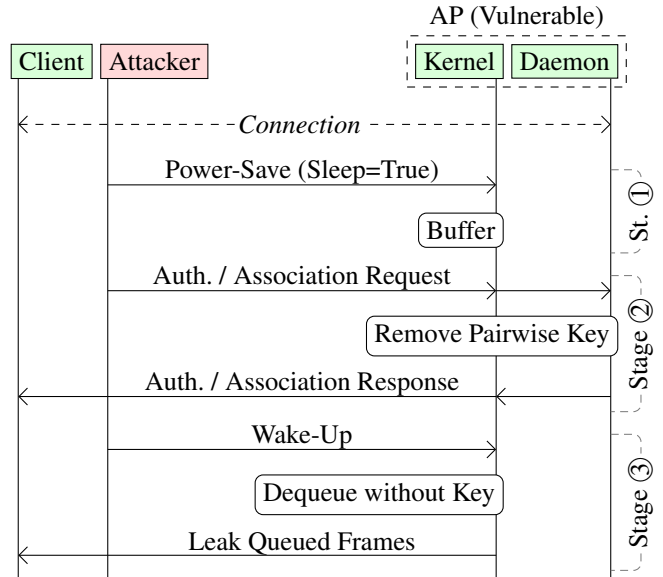 AP (Vulnerable)
Client
Attacker
Kernel
Daemon
Connection
Power-Save (Sleep=True)
St. ①
Buffer
Auth. / Association Request
Stage ②
Remove Pairwise Key
Auth. / Association Response
Wake-Up
Stage ③
Dequeue without Key
Leak Queued Frames